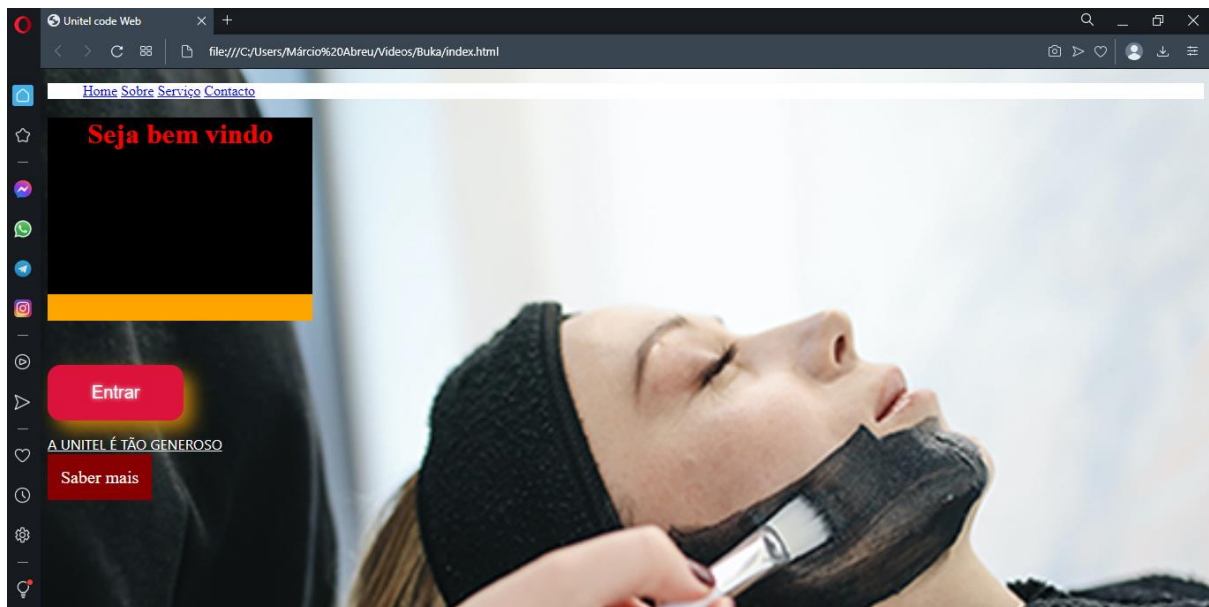 Unitel code Web
file:///C:/Users/Márcio%20Abreu/Videos/Buka/index.html
Home Sobre Serviço Contacto
Seja bem vindo
Entrar
A UNITEL É TÃO GENEROSO
Saber mais